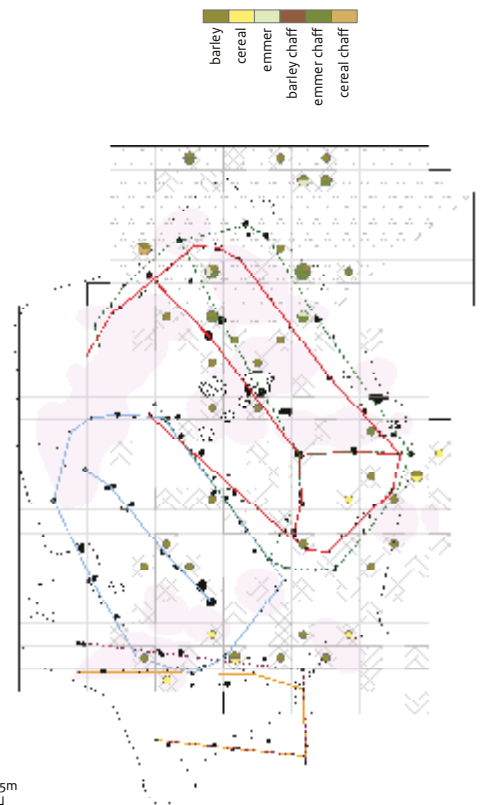 barley
cereal
emmer
barley chaff
emmer chaff
cereal chaff
5m